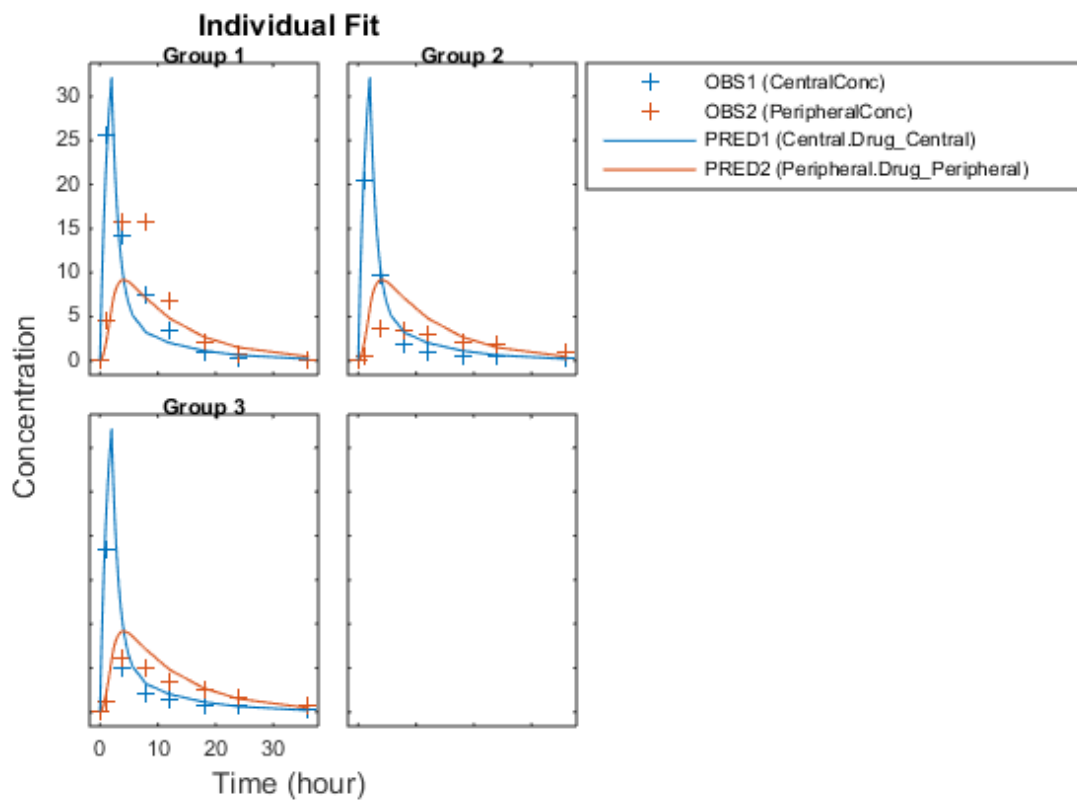 Individual Fit
Group 1
Group 2
OBS1 (CentralConc)
OBS2 (PeripheralConc)
PRED1 (Central.Drug_Central)
PRED2 (Peripheral.Drug_Peripheral)
30
25
20
15
10
5
0
Group 3
Concentration
0 10 20 30
Time (hour)